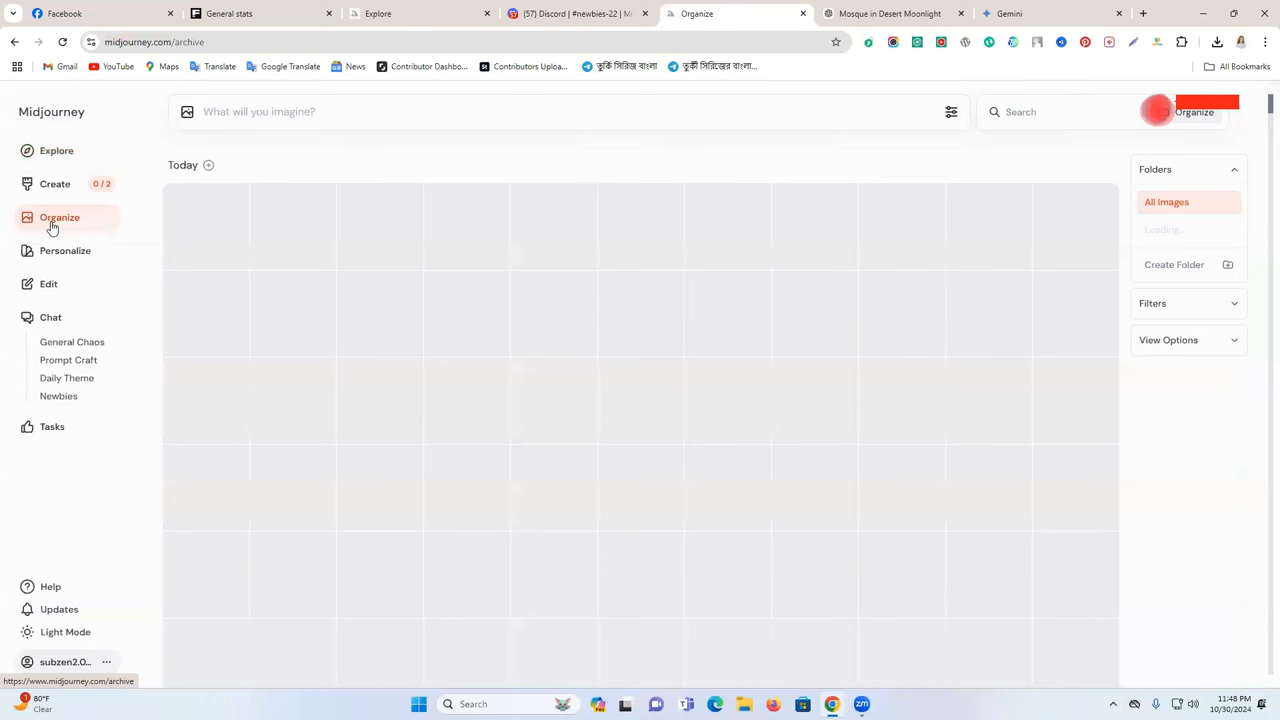 Facebook
General stats
Explore
(57) Discord | #newbies-22 | Mi
Organize
Mosque in Desert Moonlight
Gemini
midjourney.com/archive
Gmail
YouTube
Maps
Translate
Google Translate
News
Contributor Dashbo...
Contributors Uploa...
তুর্কি সিরিজ বাংলা
তুর্কী সিরিজের বাংলা...
All Bookmarks
Midjourney
What will you imagine?
Search
Organize
Explore
Create 0 / 2
Organize
Personalize
Edit
Chat
General Chaos
Prompt Craft
Daily Theme
Newbies
Tasks
Today
Folders
All Images
Loading...
Create Folder
Filters
View Options
Help
Updates
Light Mode
subzen2.0...
https://www.midjourney.com/archive
80°F
Clear
Search
11:48 PM
10/30/2024